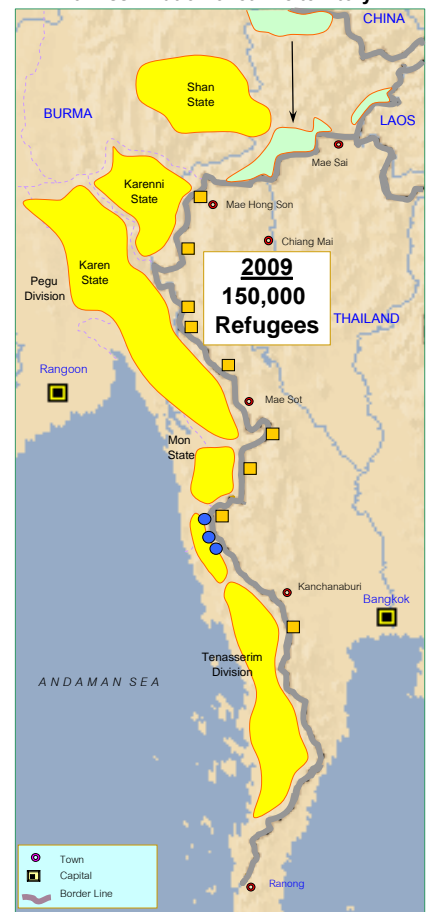 CHINA
Shan
State
BURMA
LAOS
Mae Sai
Karenni
State
Mae Hong Son
Chiang Mai
Karen
State
2009
150,000
Refugees
Pegu
Division
THAILAND
Rangoon
Mae Sot
Mon
State
Kanchanaburi
Bangkok
Tenasserim
Division
ANDAMAN SEA
Town
Capital
Border Line
Ranong